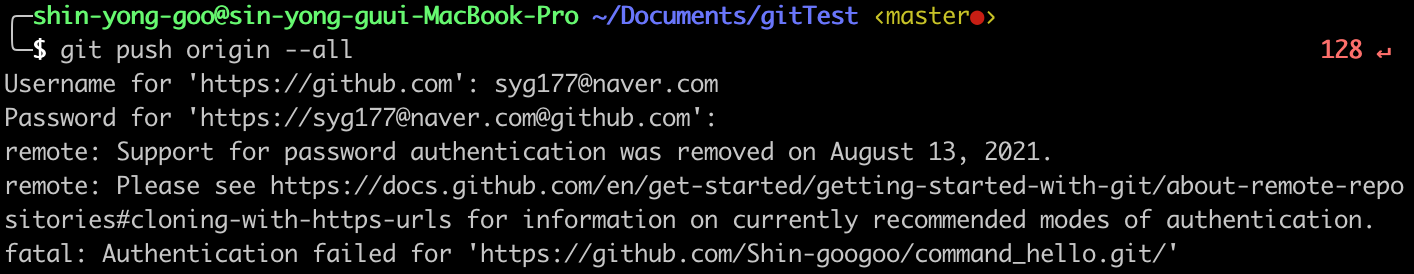 shin-yong-goo@sin-yong-guui-MacBook-Pro ~/Documents/gitTest ‹master●›
$ git push origin --all 128 ↵
Username for 'https://github.com': syg177@naver.com
Password for 'https://syg177@naver.com@github.com':
remote: Support for password authentication was removed on August 13, 2021.
remote: Please see https://docs.github.com/en/get-started/getting-started-with-git/about-remote-repo
sitories#cloning-with-https-urls for information on currently recommended modes of authentication.
fatal: Authentication failed for 'https://github.com/Shin-googoo/command_hello.git/'